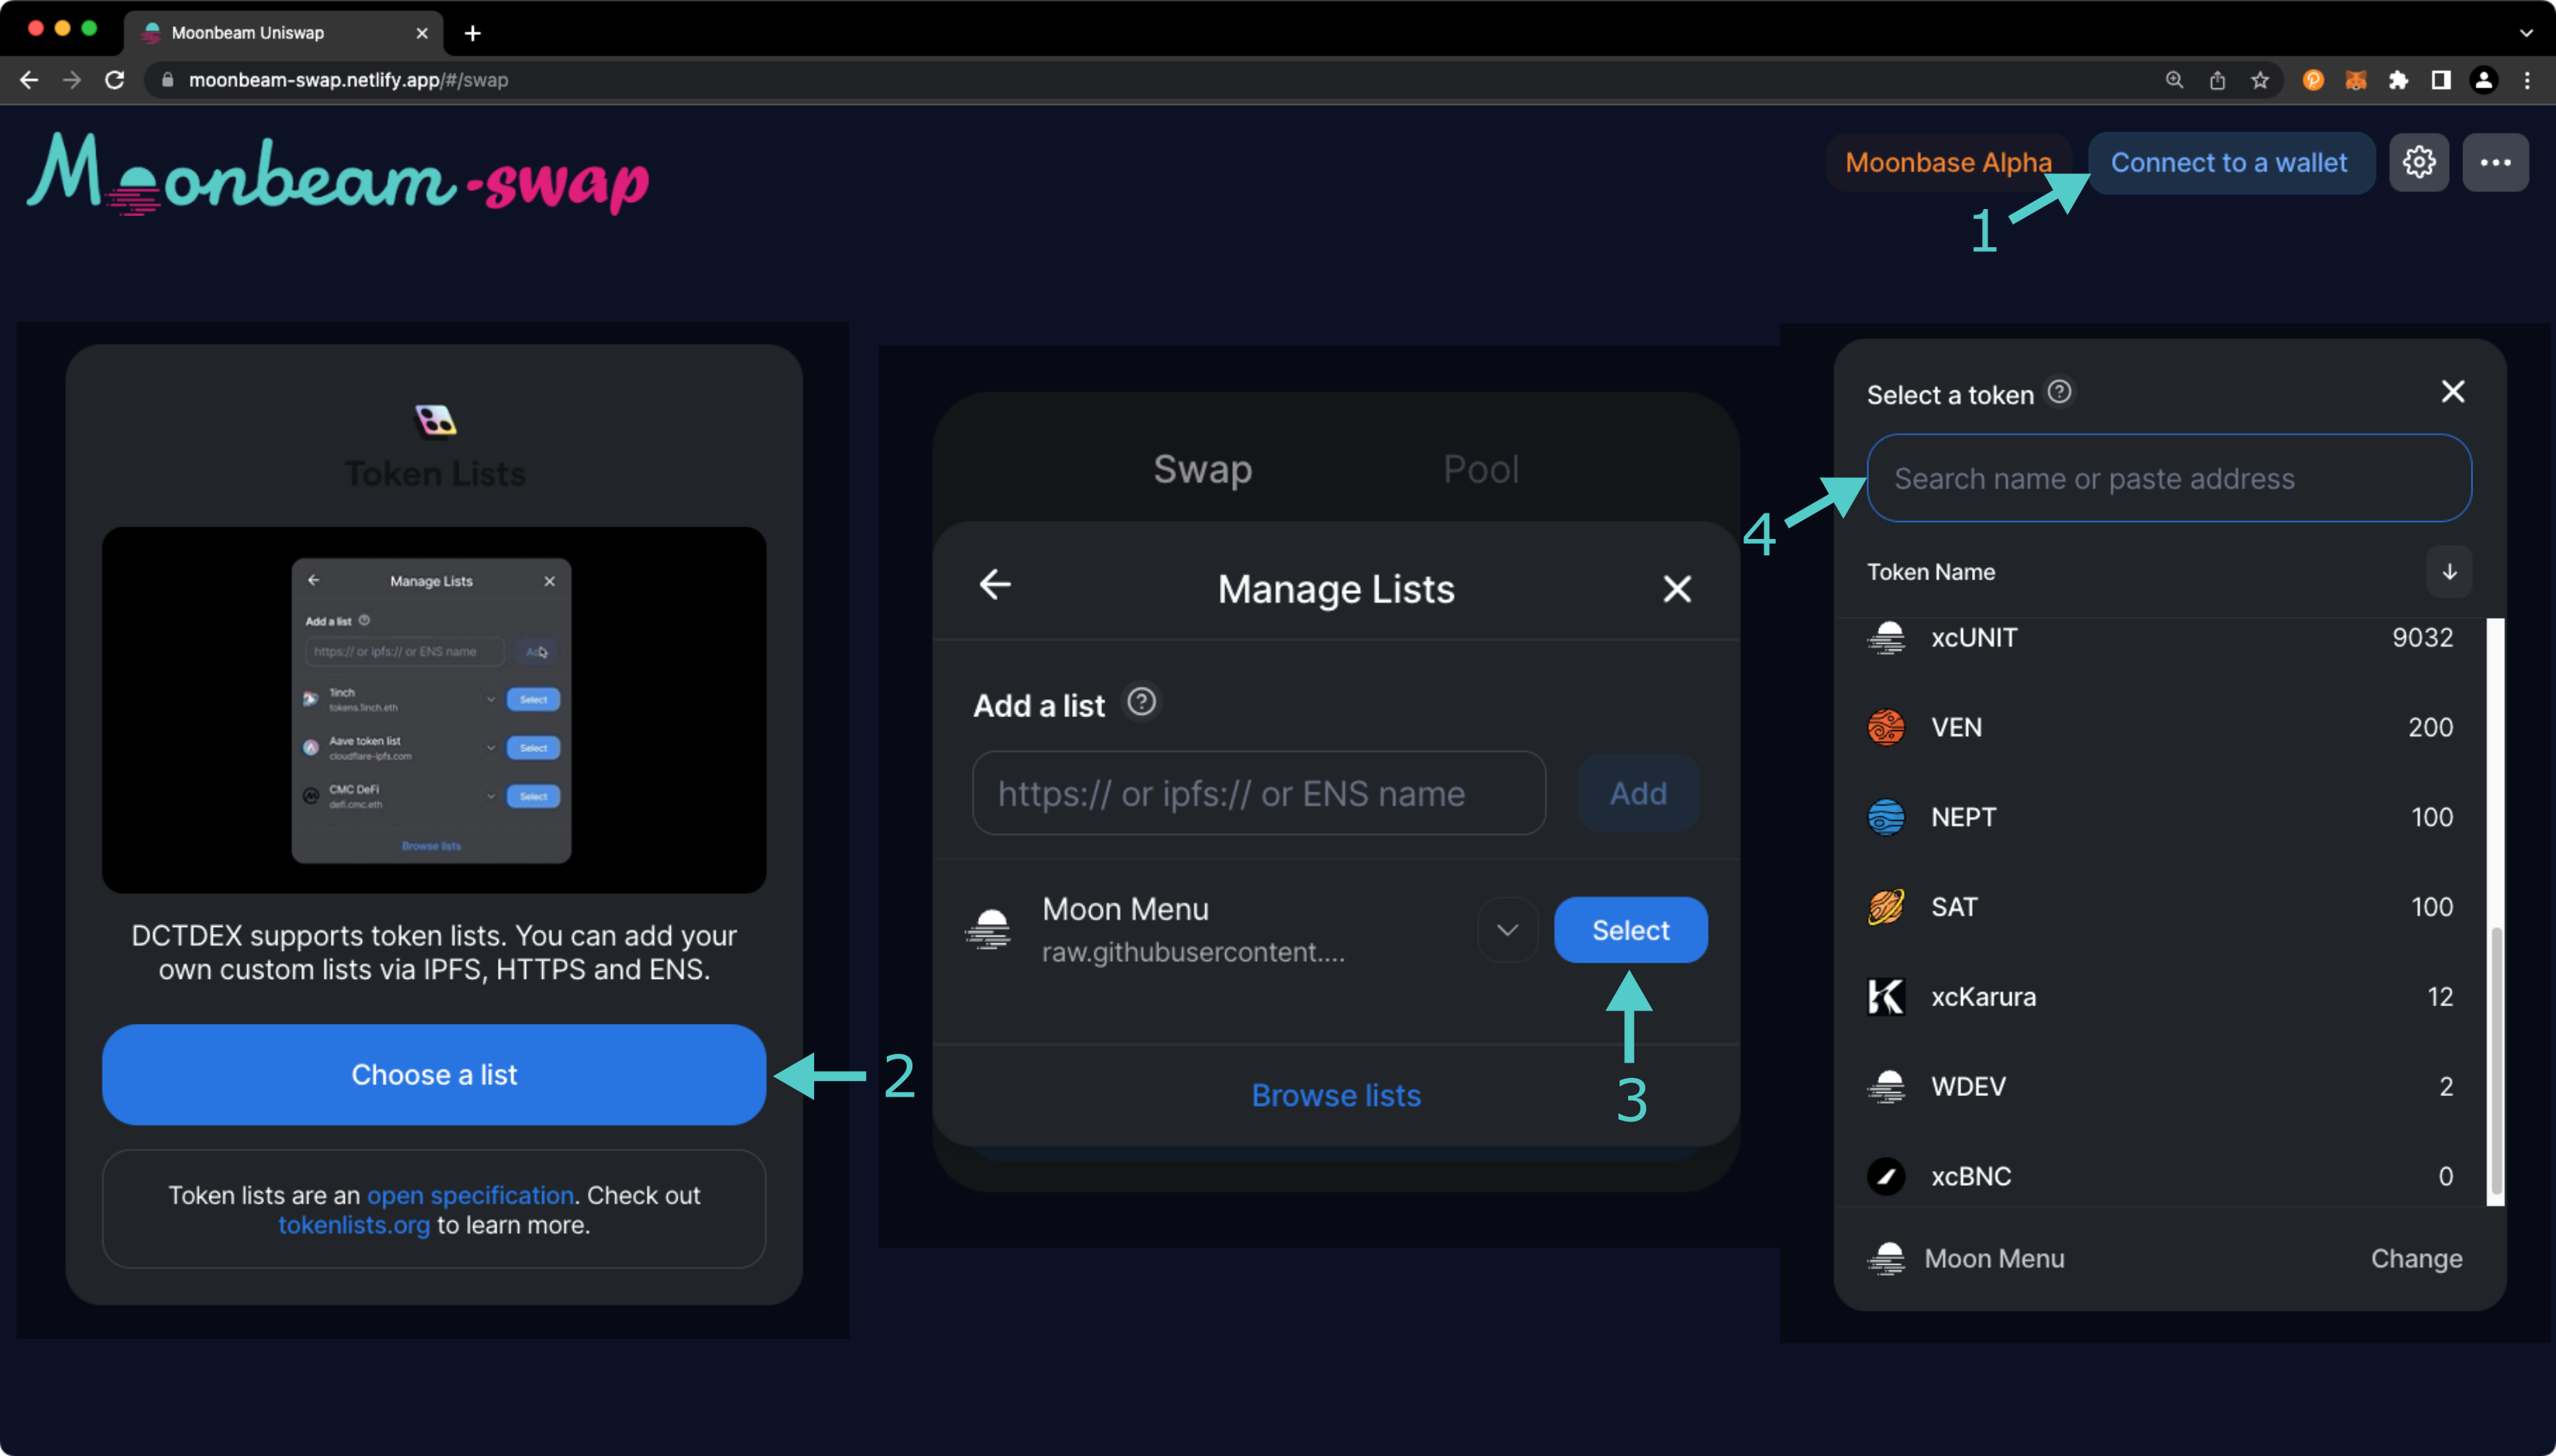 Moonbeam Uniswap
moonbeam-swap.netlify.app/#/swap
Moonbeam-swap
Moonbase Alpha
Connect to a wallet
1
Token Lists
Manage Lists
Add a list
https:// or ipfs:// or ENS name
Add
1inch
tokens.1inch.eth
Select
Aave token list
cloudflare-ipfs.com
Select
CMC DeFi
defi.cmc.eth
Select
Browse lists
DCTDEX supports token lists. You can add your
own custom lists via IPFS, HTTPS and ENS.
Choose a list
2
Token lists are an open specification. Check out
tokenlists.org to learn more.
Swap
Pool
Manage Lists
Add a list
https:// or ipfs:// or ENS name
Add
Moon Menu
raw.githubusercontent....
Select
3
Browse lists
Select a token
Search name or paste address
4
Token Name
xcUNIT 9032
VEN 200
NEPT 100
SAT 100
xcKarura 12
WDEV 2
xcBNC 0
Moon Menu
Change